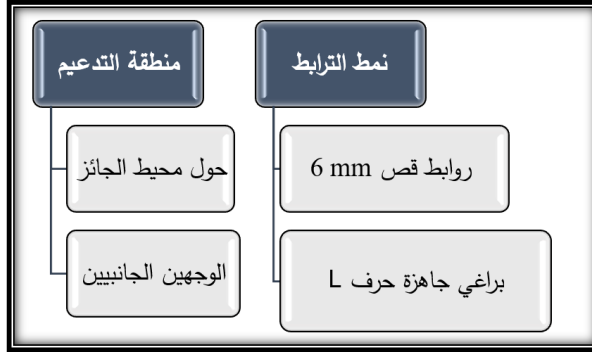 نمط الترابط
روابط قص 6 mm
براغي جاهزة حرف L
منطقة التدعيم
حول محيط الجائز
الوجهين الجانبيين